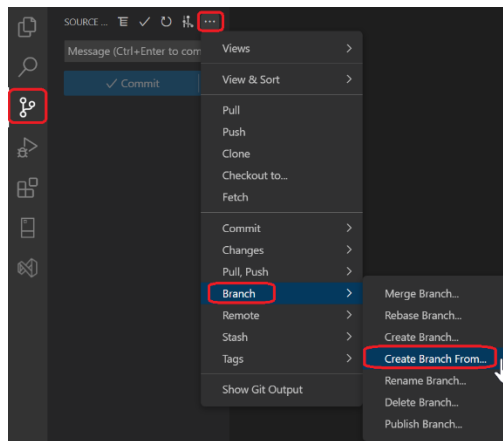 SOURCE ...
Message (Ctrl+Enter to com
Commit
Views
View & Sort
Pull
Push
Clone
Checkout to...
Fetch
Commit
Changes
Pull, Push
Branch
Remote
Stash
Tags
Show Git Output
Merge Branch...
Rebase Branch...
Create Branch...
Create Branch From...
Rename Branch...
Delete Branch...
Publish Branch...